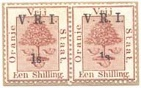 Vrij Vrij
V. R. I. V. R. I.
Oranje Staat. Oranje Staat.
1s 1s
Een Shilling. Een Shilling.